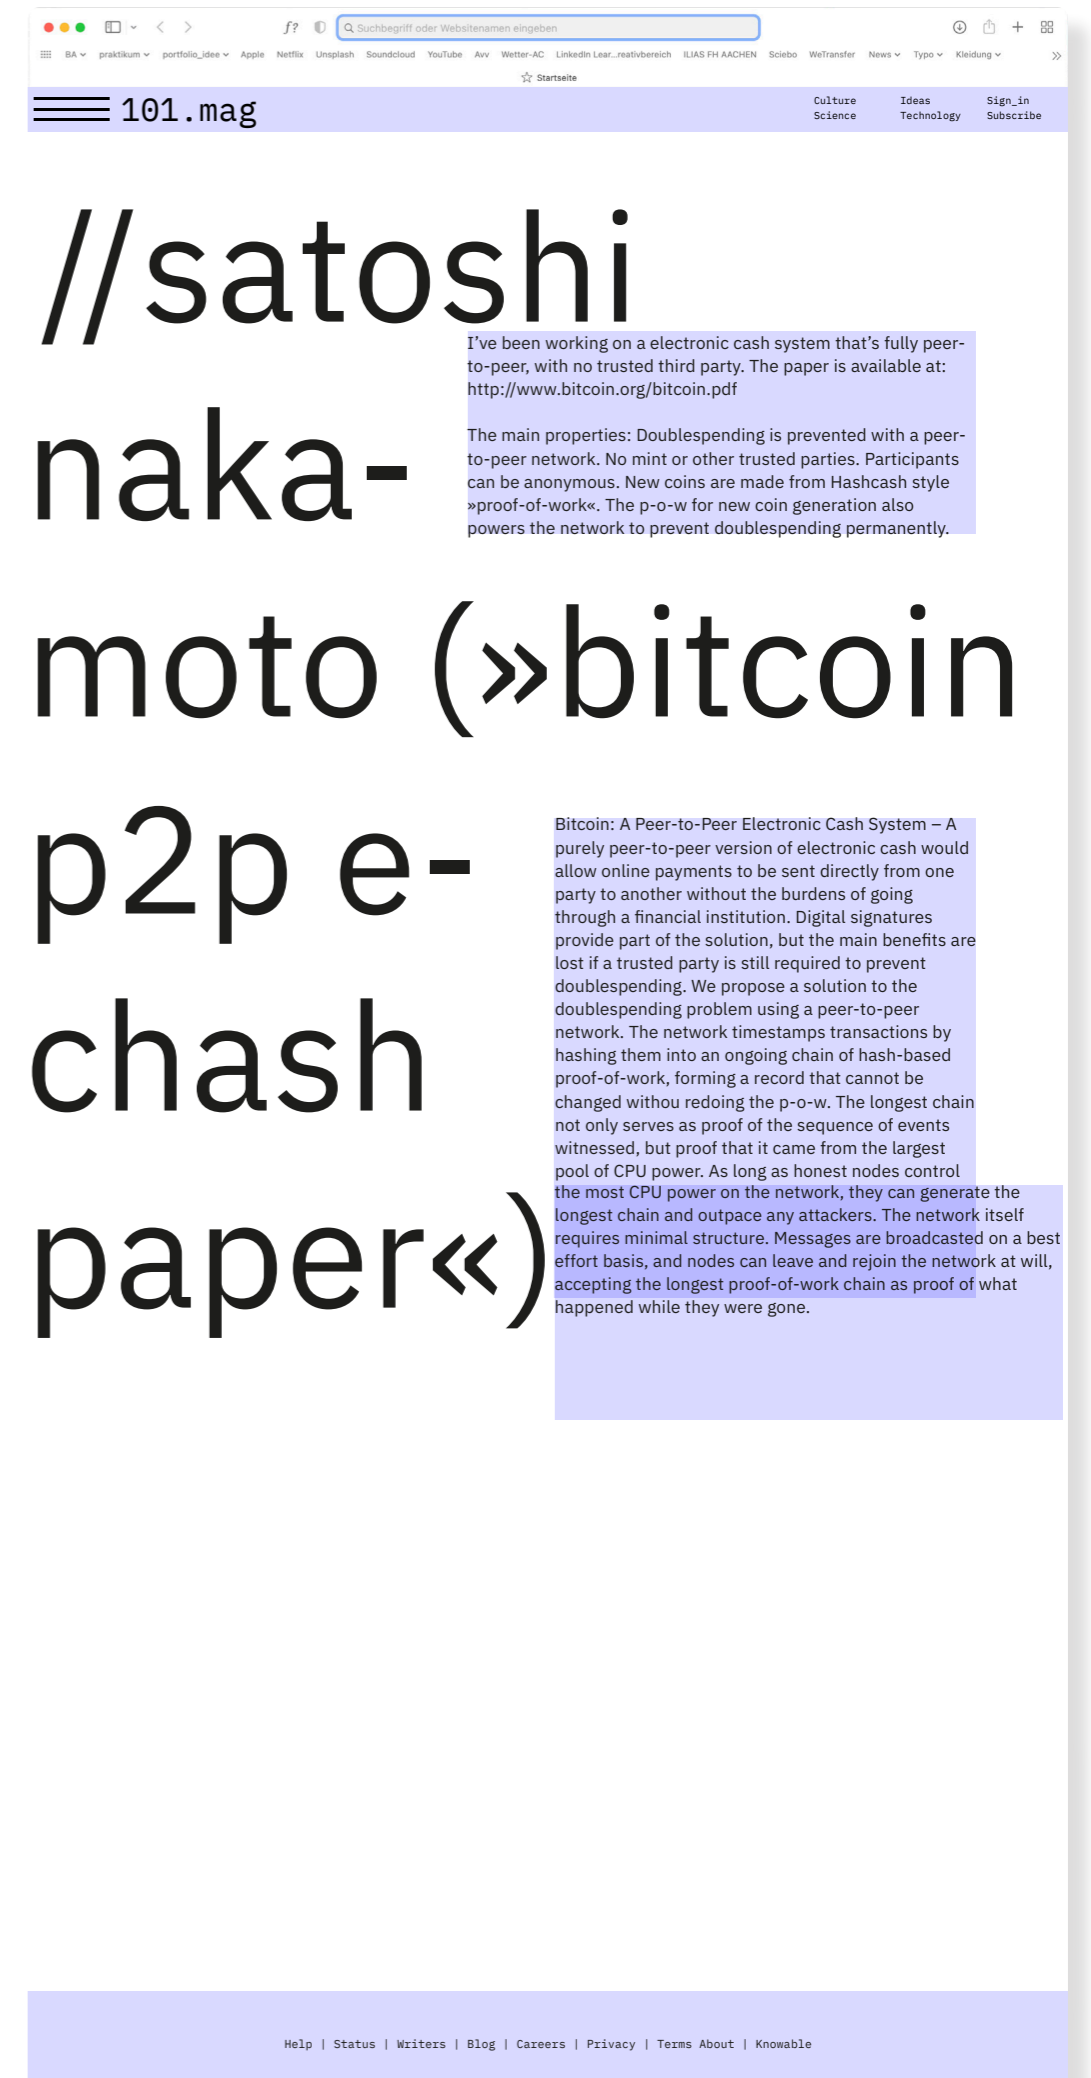 f?
Suchbegriff oder Websitenamen eingeben
BA praktikum portfolio_idee Apple Netflix Unsplash Soundcloud YouTube Avv Wetter-AC LinkedIn Lear...reativbereich ILIAS FH AACHEN Sciebo WeTransfer News Typo Kleidung
Startseite
101.mag
Culture Ideas Sign_in
Science Technology Subscribe
//satoshi
I’ve been working on a electronic cash system that’s fully peer-
to-peer, with no trusted third party. The paper is available at:
http://www.bitcoin.org/bitcoin.pdf
naka-
The main properties: Doublespending is prevented with a peer-
to-peer network. No mint or other trusted parties. Participants
can be anonymous. New coins are made from Hashcash style
»proof-of-work«. The p-o-w for new coin generation also
powers the network to prevent doublespending permanently.
moto (»bitcoin
p2p e-
chash
paper«)
Bitcoin: A Peer-to-Peer Electronic Cash System – A
purely peer-to-peer version of electronic cash would
allow online payments to be sent directly from one
party to another without the burdens of going
through a financial institution. Digital signatures
provide part of the solution, but the main benefits are
lost if a trusted party is still required to prevent
doublespending. We propose a solution to the
doublespending problem using a peer-to-peer
network. The network timestamps transactions by
hashing them into an ongoing chain of hash-based
proof-of-work, forming a record that cannot be
changed withou redoing the p-o-w. The longest chain
not only serves as proof of the sequence of events
witnessed, but proof that it came from the largest
pool of CPU power. As long as honest nodes control
the most CPU power on the network, they can generate the
longest chain and outpace any attackers. The network itself
requires minimal structure. Messages are broadcasted on a best
effort basis, and nodes can leave and rejoin the network at will,
accepting the longest proof-of-work chain as proof of what
happened while they were gone.
Help | Status | Writers | Blog | Careers | Privacy | Terms About | Knowable